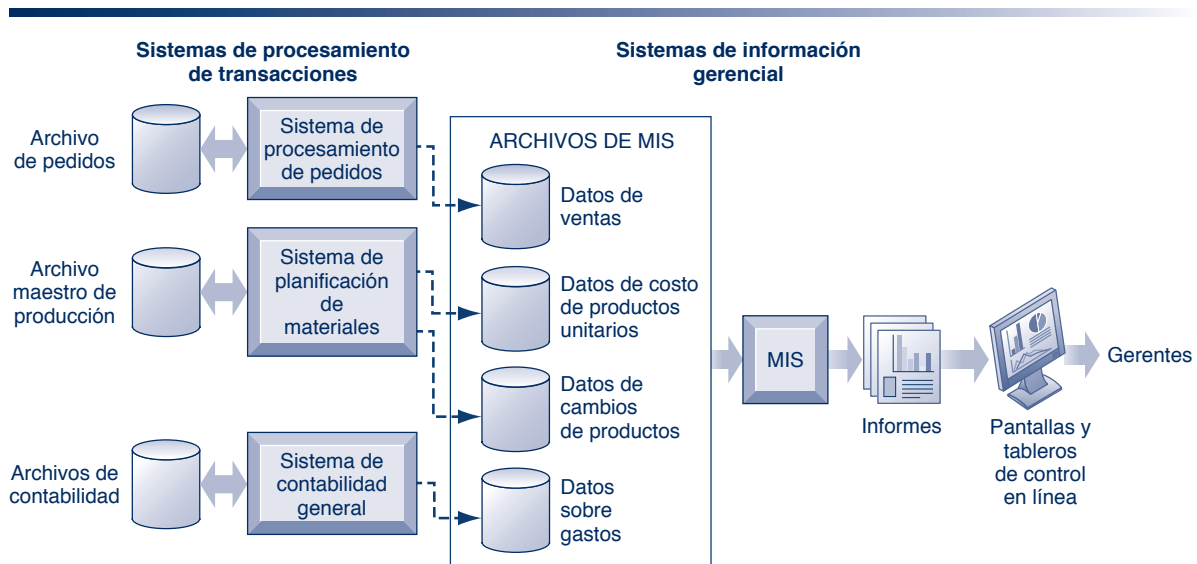 Sistemas de procesamiento
de transacciones
Sistemas de información
gerencial
Archivo
de pedidos
Sistema de
procesamiento
de pedidos
ARCHIVOS DE MIS
Datos de
ventas
Archivo
maestro de
producción
Sistema de
planificación
de
materiales
Datos de costo
de productos
unitarios
Datos de
cambios
de productos
Archivos de
contabilidad
Sistema de
contabilidad
general
Datos
sobre
gastos
MIS
Informes
Pantallas y
tableros
de control
en línea
Gerentes